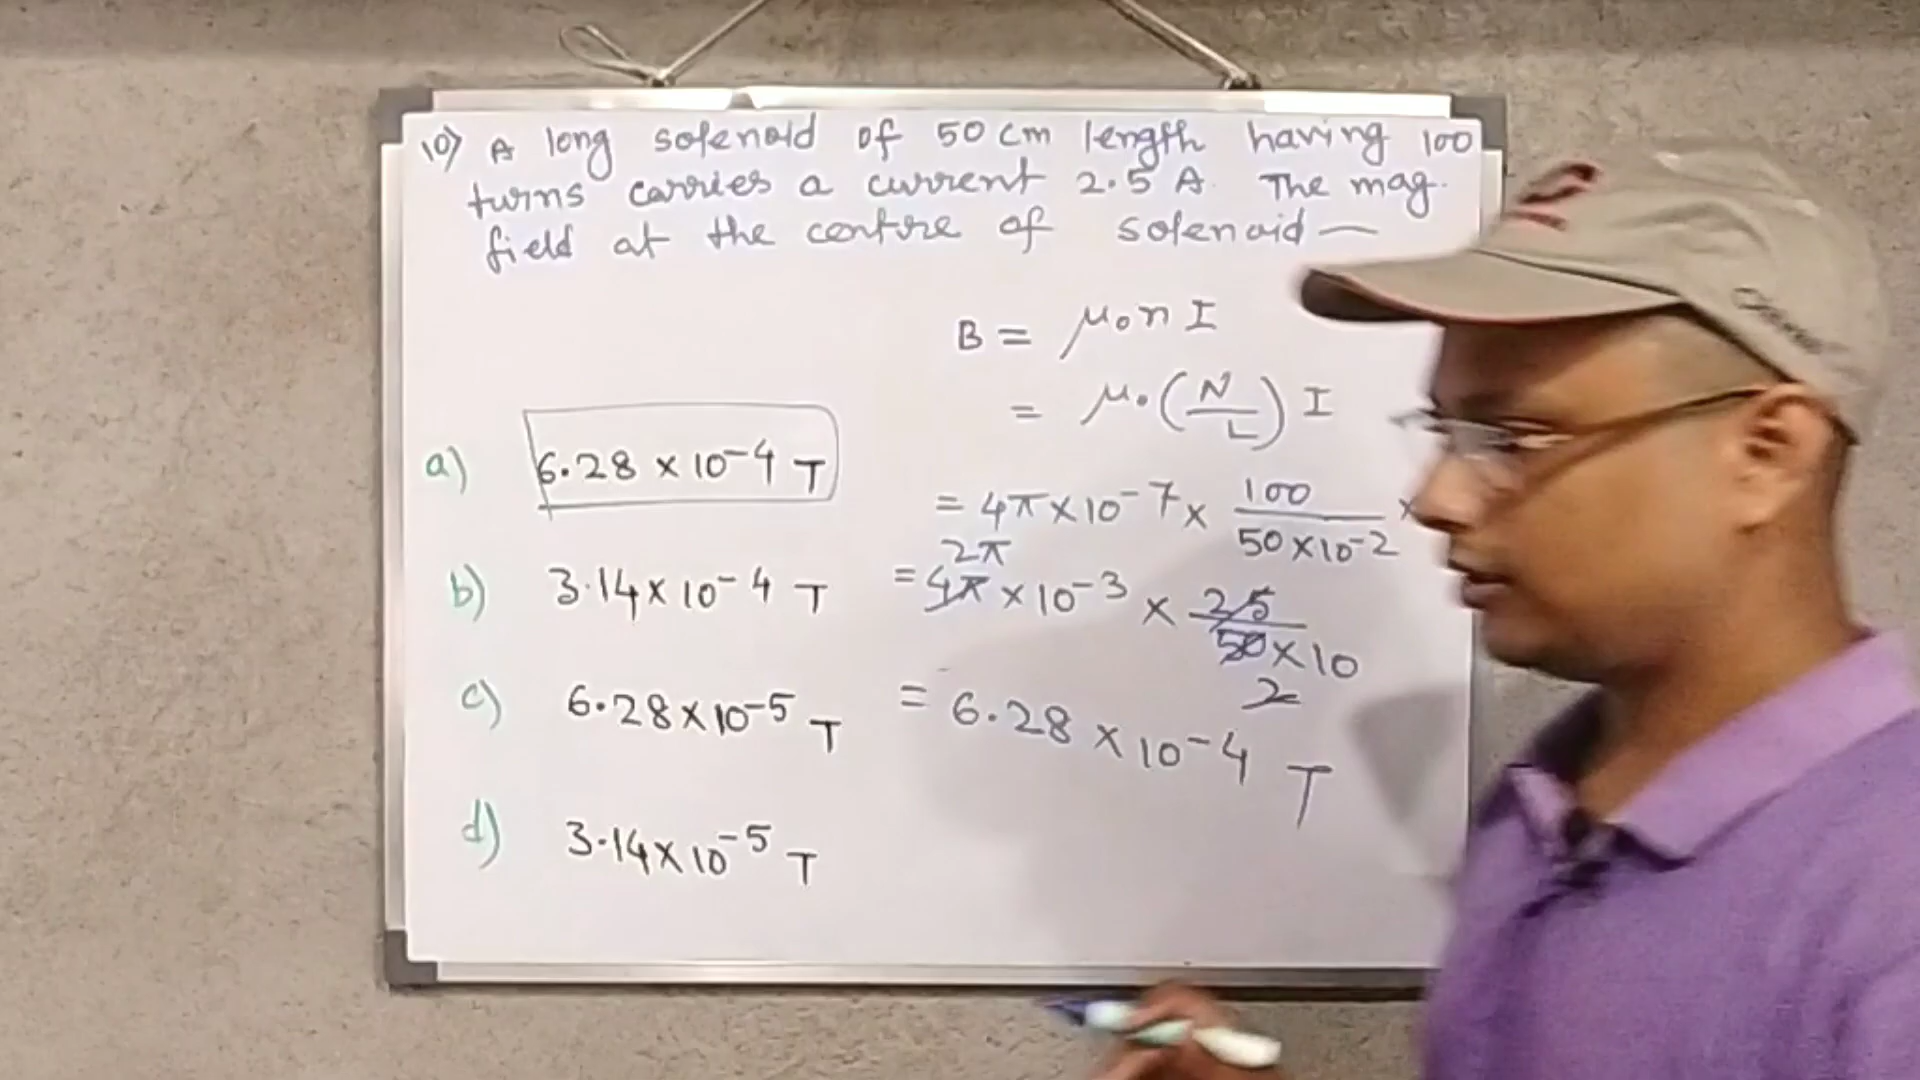 10) A long solenoid of 50 cm length having 100
turns carries a current 2.5 A. The mag.
field at the centre of solenoid —
B = μ₀ n I
= μ₀ (N/L) I
a) 6.28 × 10⁻⁴ T
= 4π × 10⁻⁷ × 100 / 50 × 10⁻² ×
2π
b) 3.14 × 10⁻⁴ T
= 4π × 10⁻³ × 25 / 50 × 10
2
c) 6.28 × 10⁻⁵ T
= 6.28 × 10⁻⁴ T
d) 3.14 × 10⁻⁵ T